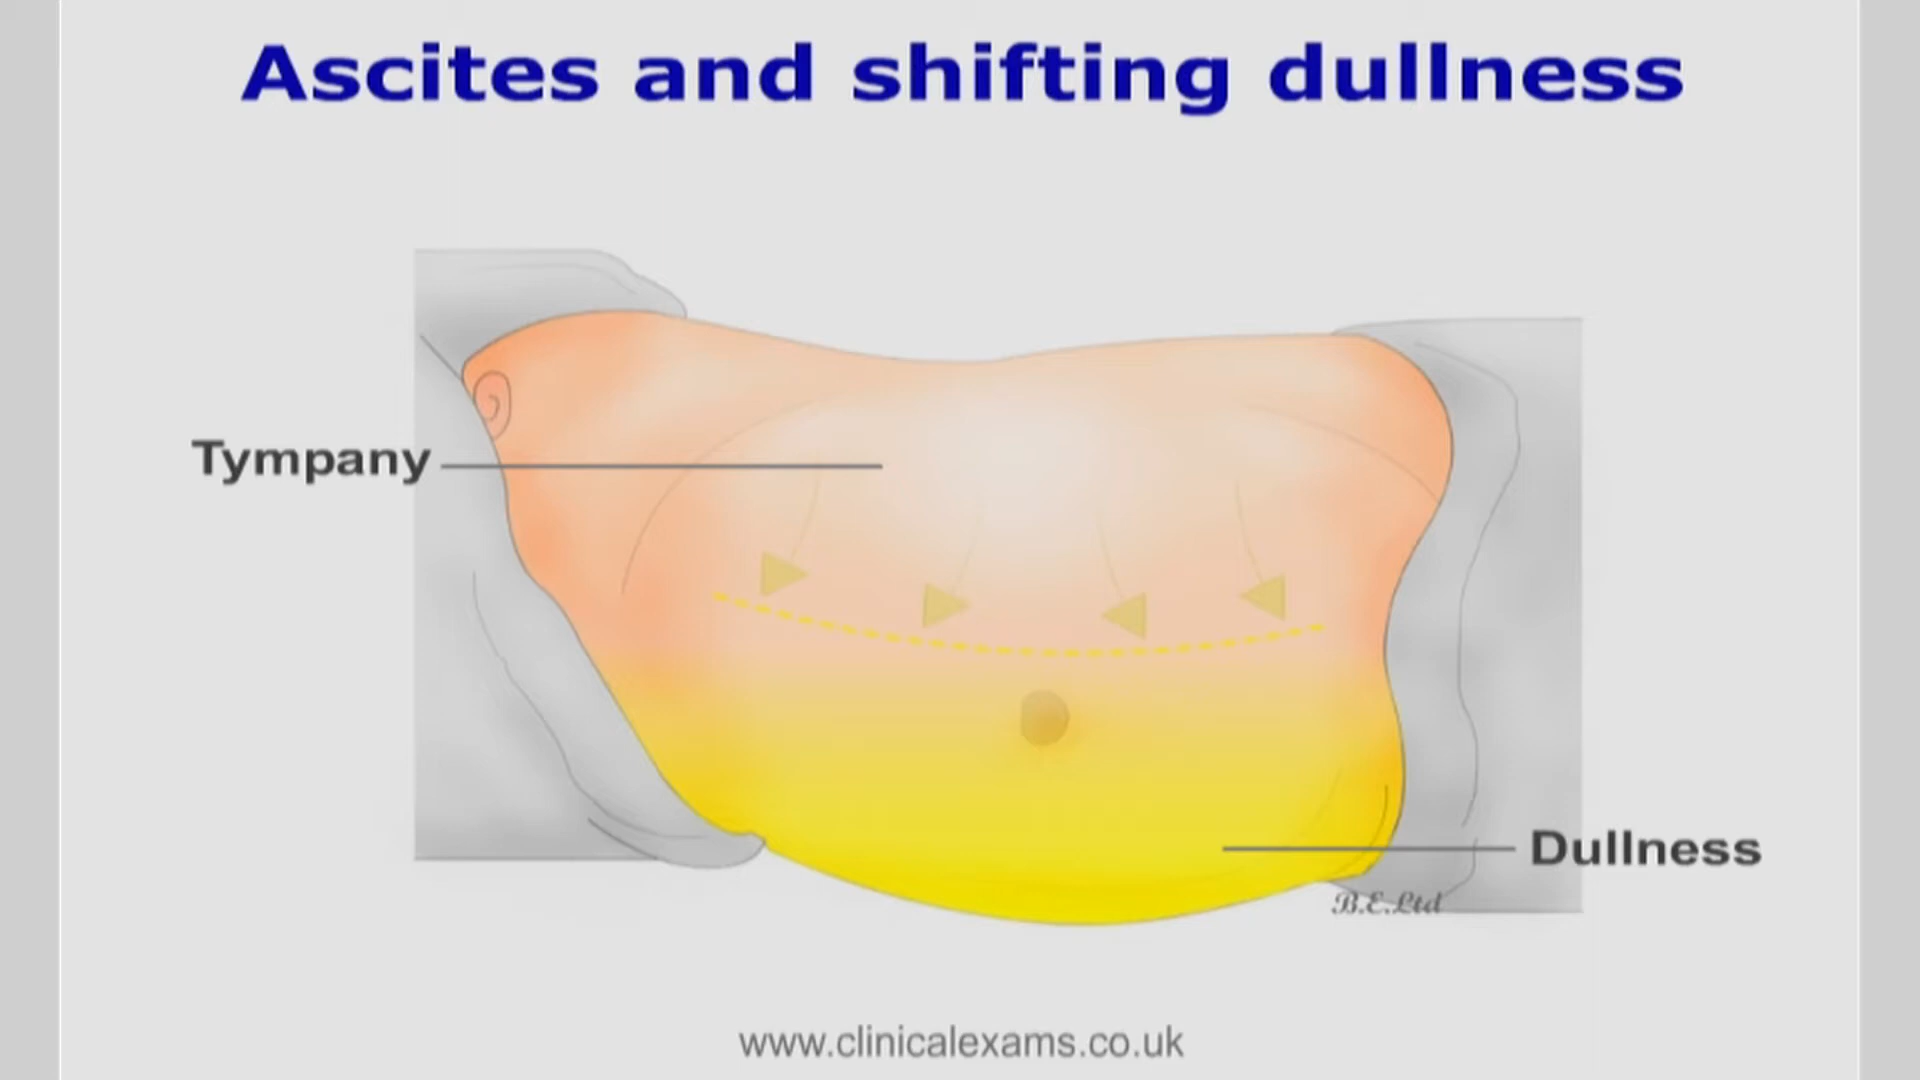 Ascites and shifting dullness
Tympany
Dullness
B.E.Ltd
www.clinicalexams.co.uk